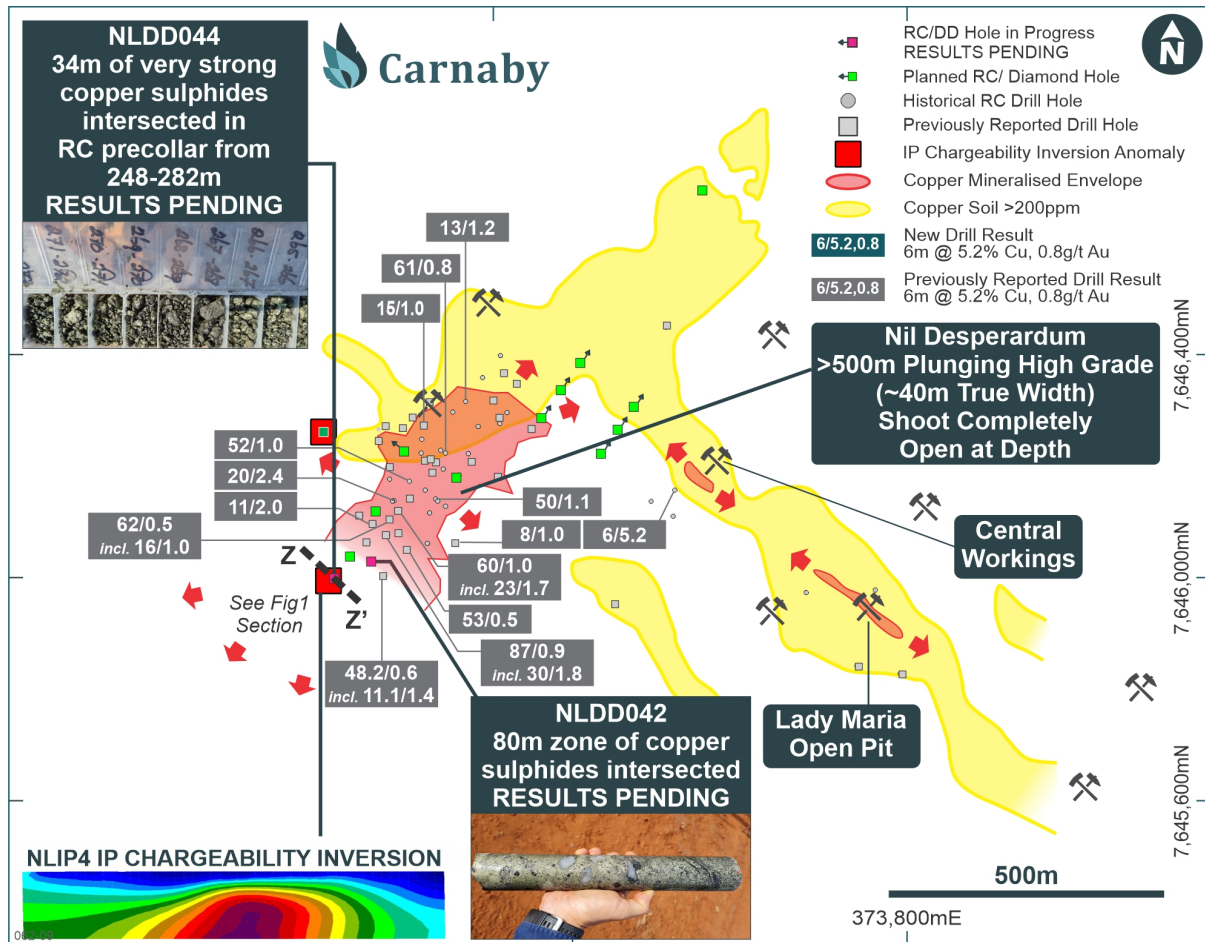 NLDD044
34m of very strong
copper sulphides
intersected in
RC precollar from
248-282m
RESULTS PENDING
Carnaby
N
RC/DD Hole in Progress
RESULTS PENDING
Planned RC/ Diamond Hole
Historical RC Drill Hole
Previously Reported Drill Hole
IP Chargeability Inversion Anomaly
Copper Mineralised Envelope
Copper Soil >200ppm
6/5.2,0.8
New Drill Result
6m @ 5.2% Cu, 0.8g/t Au
6/5.2,0.8
Previously Reported Drill Result
6m @ 5.2% Cu, 0.8g/t Au
13/1.2
61/0.8
15/1.0
Nil Desperardum
>500m Plunging High Grade
(~40m True Width)
Shoot Completely
Open at Depth
7,646,400mN
52/1.0
20/2.4
11/2.0
62/0.5
incl. 16/1.0
50/1.1
8/1.0
6/5.2
60/1.0
incl. 23/1.7
53/0.5
87/0.9
incl. 30/1.8
48.2/0.6
incl. 11.1/1.4
Central
Workings
7,646,000mN
Z
Z'
See Fig1
Section
Lady Maria
Open Pit
NLDD042
80m zone of copper
sulphides intersected
RESULTS PENDING
7,645,600mN
NLIP4 IP CHARGEABILITY INVERSION
500m
373,800mE
062-09